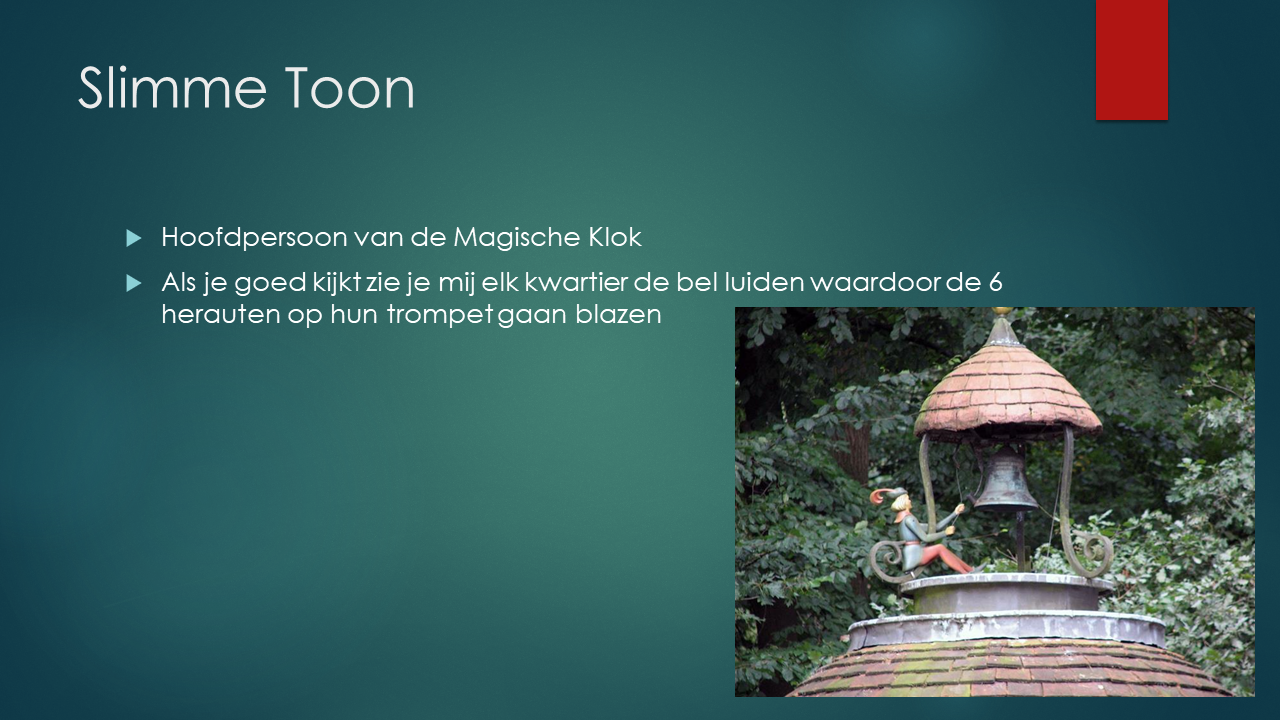 Slimme Toon
Hoofdpersoon van de Magische Klok
Als je goed kijkt zie je mij elk kwartier de bel luiden waardoor de 6
herauten op hun trompet gaan blazen